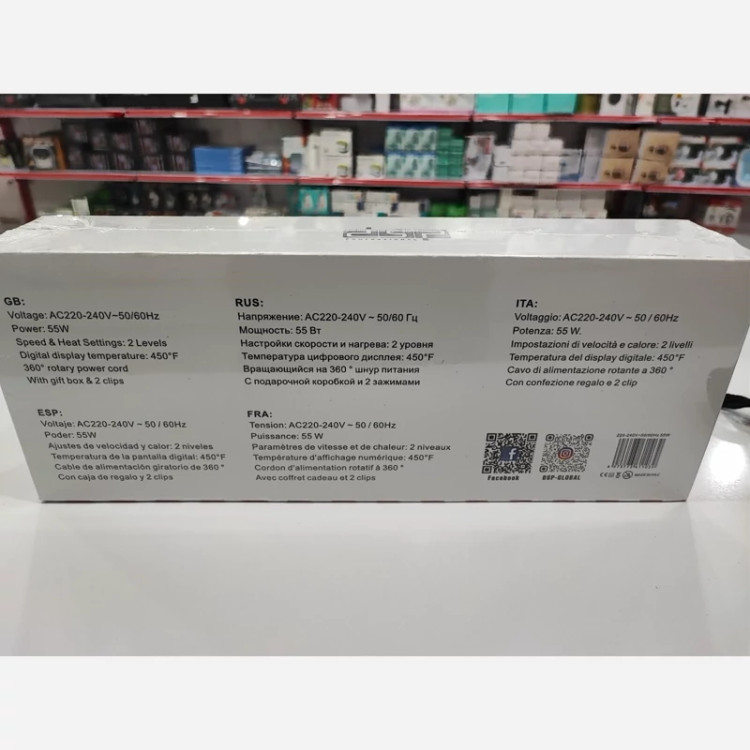 dsp
PROFESSIONAL
GB:
Voltage: AC220-240V~50/60Hz
Power: 55W
Speed & Heat Settings: 2 Levels
Digital display temperature: 450°F
360° rotary power cord
With gift box & 2 clips
RUS:
Напряжение: AC220-240V ~ 50/60 Гц
Мощность: 55 Вт
Настройки скорости и нагрева: 2 уровня
Температура цифрового дисплея: 450°F
Вращающийся на 360 ° шнур питания
С подарочной коробкой и 2 зажимами
ITA:
Voltaggio: AC220-240V ~ 50 / 60Hz
Potenza: 55 W.
Impostazioni di velocità e calore: 2 livelli
Temperatura del display digitale: 450°F
Cavo di alimentazione rotante a 360 °
Con confezione regalo e 2 clip
ESP:
Voltaje: AC220-240V ~ 50 / 60Hz
Poder: 55W
Ajustes de velocidad y calor: 2 niveles
Temperatura de la pantalla digital: 450°F
Cable de alimentación giratorio de 360 °
Con caja de regalo y 2 clips
FRA:
Tension: AC220-240V ~ 50 / 60Hz
Puissance: 55 W
Paramètres de vitesse et de chaleur: 2 niveaux
Température d'affichage numérique: 450°F
Cordon d'alimentation rotatif à 360 °
Avec coffret cadeau et 2 clips
Facebook
DSP-GLOBAL
220-240V~50/60Hz 55W